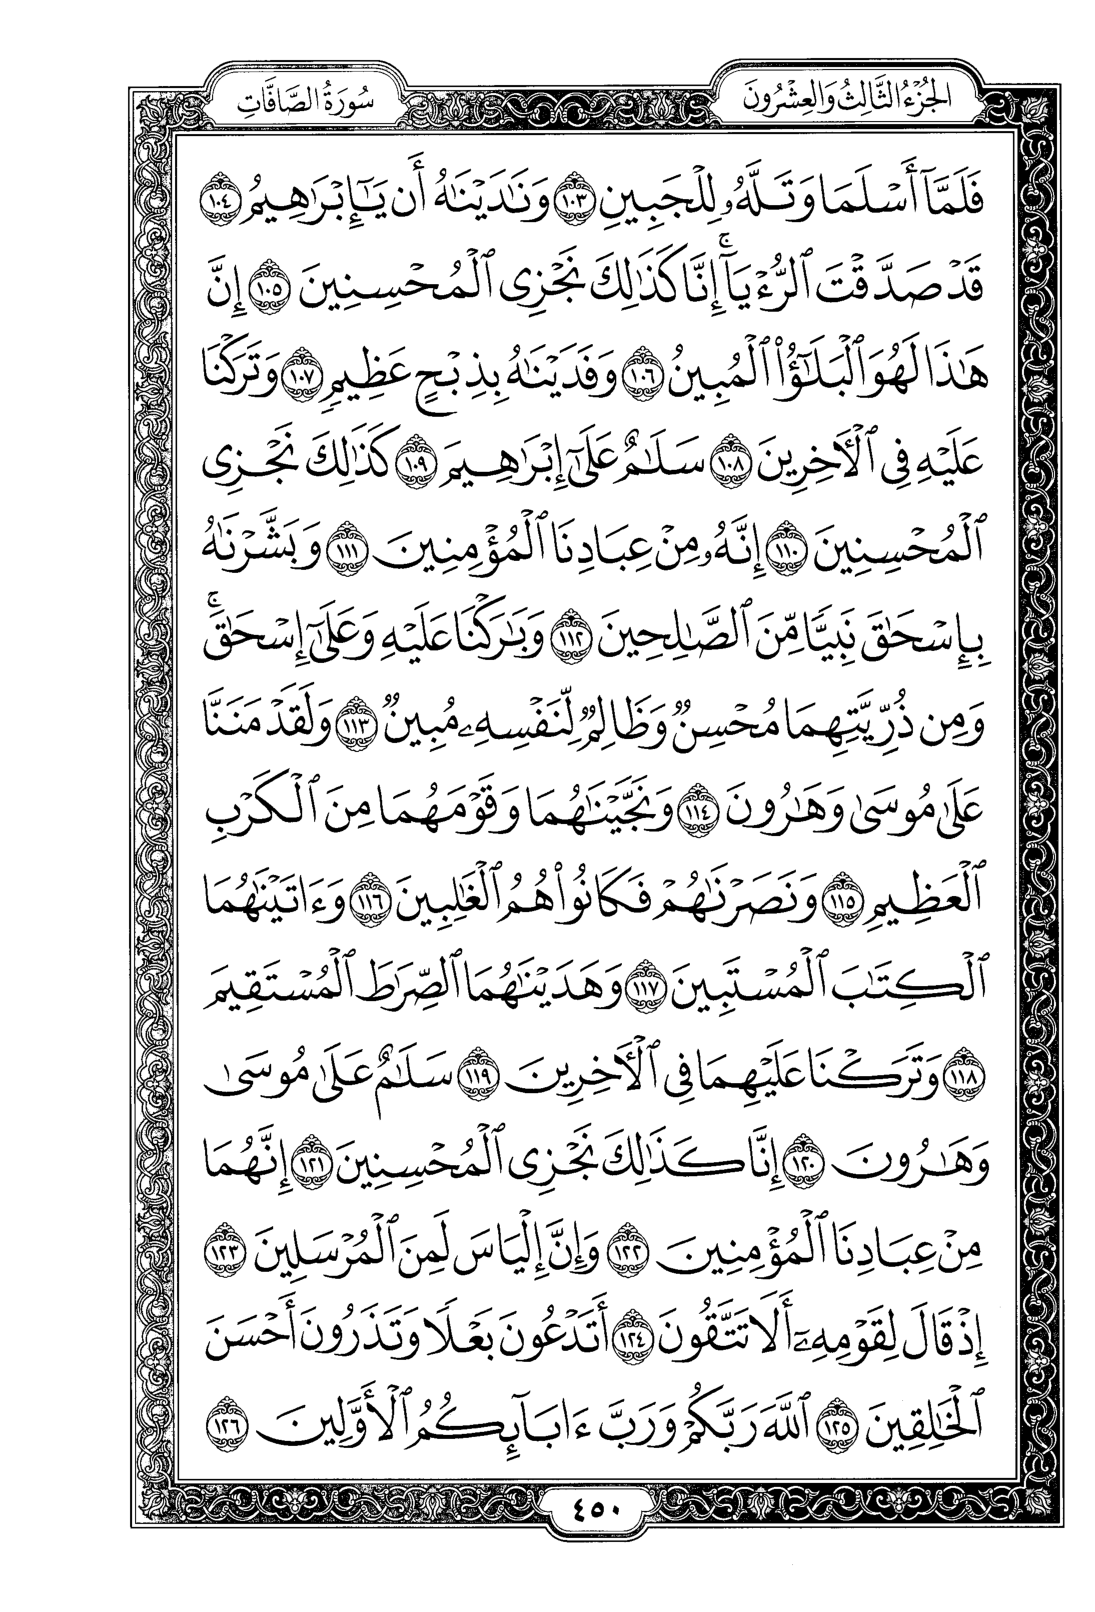 الجُزْءُ الثَّالِثُ وَالعِشْرُونَ
سُورَةُ الصَّافَّاتِ
فَلَمَّآ أَسْلَمَا وَتَلَّهُۥ لِلْجَبِينِ ١٠٣ وَنَٰدَيْنَٰهُ أَن يَٰٓإِبْرَٰهِيمُ ١٠٤
قَدْ صَدَّقْتَ ٱلرُّءْيَآۚ إِنَّا كَذَٰلِكَ نَجْزِى ٱلْمُحْسِنِينَ ١٠٥ إِنَّ
هَٰذَا لَهُوَ ٱلْبَلَٰٓؤُا۟ ٱلْمُبِينُ ١٠٦ وَفَدَيْنَٰهُ بِذِبْحٍ عَظِيمٍ ١٠٧ وَتَرَكْنَا
عَلَيْهِ فِى ٱلْأَخِرِينَ ١٠٨ سَلَٰمٌ عَلَىٰٓ إِبْرَٰهِيمَ ١٠٩ كَذَٰلِكَ نَجْزِى
ٱلْمُحْسِنِينَ ١١٠ إِنَّهُۥ مِنْ عِبَادِنَا ٱلْمُؤْمِنِينَ ١١١ وَبَشَّرْنَٰهُ
بِإِسْحَٰقَ نَبِيًّا مِّنَ ٱلصَّٰلِحِينَ ١١٢ وَبَٰرَكْنَا عَلَيْهِ وَعَلَىٰٓ إِسْحَٰقَۚ
وَمِن ذُرِّيَّتِهِمَا مُحْسِنٌ وَظَالِمٌ لِّنَفْسِهِۦ مُبِينٌ ١١٣ وَلَقَدْ مَنَنَّا
عَلَىٰ مُوسَىٰ وَهَٰرُونَ ١١٤ وَنَجَّيْنَٰهُمَا وَقَوْمَهُمَا مِنَ ٱلْكَرْبِ
ٱلْعَظِيمِ ١١٥ وَنَصَرْنَٰهُمْ فَكَانُوا۟ هُمُ ٱلْغَٰلِبِينَ ١١٦ وَءَاتَيْنَٰهُمَا
ٱلْكِتَٰبَ ٱلْمُسْتَبِينَ ١١٧ وَهَدَيْنَٰهُمَا ٱلصِّرَٰطَ ٱلْمُسْتَقِيمَ
١١٨ وَتَرَكْنَا عَلَيْهِمَا فِى ٱلْأَخِرِينَ ١١٩ سَلَٰمٌ عَلَىٰ مُوسَىٰ
وَهَٰرُونَ ١٢٠ إِنَّا كَذَٰلِكَ نَجْزِى ٱلْمُحْسِنِينَ ١٢١ إِنَّهُمَا
مِنْ عِبَادِنَا ٱلْمُؤْمِنِينَ ١٢٢ وَإِنَّ إِلْيَاسَ لَمِنَ ٱلْمُرْسَلِينَ ١٢٣
إِذْ قَالَ لِقَوْمِهِۦٓ أَلَا تَتَّقُونَ ١٢٤ أَتَدْعُونَ بَعْلًا وَتَذَرُونَ أَحْسَنَ
ٱلْخَٰلِقِينَ ١٢٥ ٱللَّهَ رَبَّكُمْ وَرَبَّ ءَابَآئِكُمُ ٱلْأَوَّلِينَ ١٢٦
٤٥٠